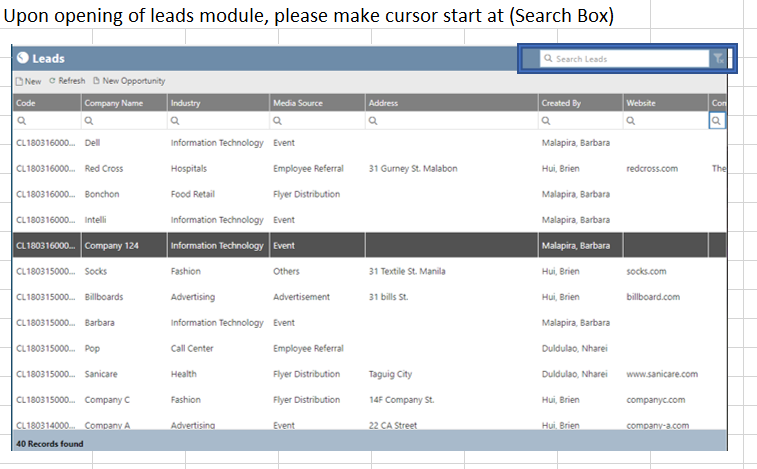 Upon opening of leads module, please make cursor start at (Search Box)
Leads
Search Leads
New Refresh New Opportunity
Code Company Name Industry Media Source Address Created By Website Con
CL180316000... Dell Information Technology Event Malapira, Barbara
CL180316000... Red Cross Hospitals Employee Referral 31 Gurney St. Malabon Hui, Brien redcross.com The
CL180316000... Bonchon Food Retail Flyer Distribution Malapira, Barbara
CL180316000... Intelli Information Technology Event Malapira, Barbara
CL180316000... Company 124 Information Technology Event Malapira, Barbara
CL180315000... Socks Fashion Others 31 Textile St. Manila Hui, Brien socks.com
CL180315000... Billboards Advertising Advertisement 31 bills St. Hui, Brien billboard.com
CL180315000... Barbara Information Technology Event Malapira, Barbara
CL180315000... Pop Call Center Employee Referral Duldulao, Nharei
CL180315000... Sanicare Health Flyer Distribution Taguig City Duldulao, Nharei www.sanicare.com
CL180315000... Company C Fashion Flyer Distribution 14F Company St. Hui, Brien companyc.com
CL180314000... Company A Advertising Event 22 CA Street Hui, Brien company-a.com
40 Records found